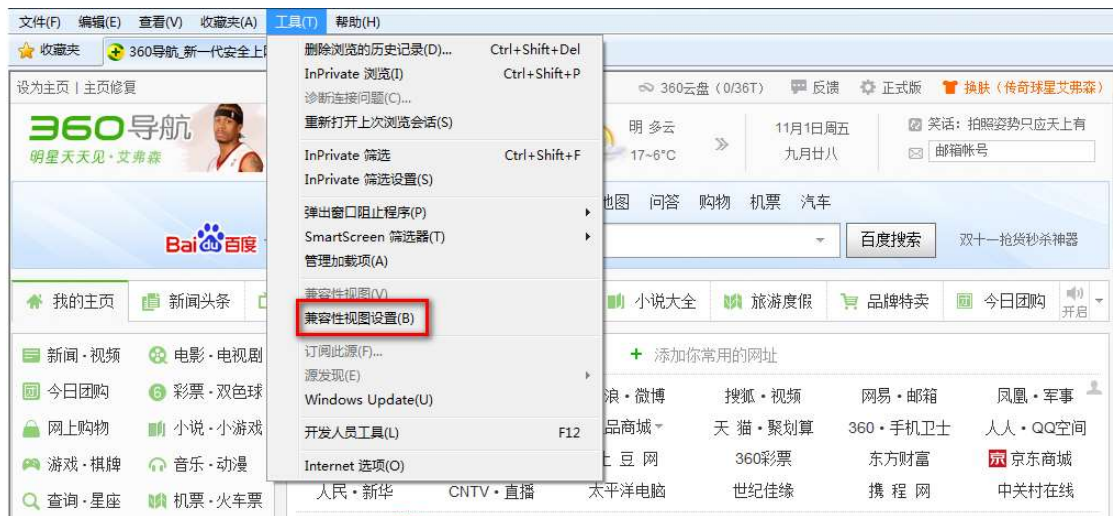 文件(F) 编辑(E) 查看(V) 收藏夹(A) 工具(T) 帮助(H)
收藏夹 360导航_新一代安全上
删除浏览的历史记录(D)... Ctrl+Shift+Del
InPrivate 浏览(I) Ctrl+Shift+P
诊断连接问题(C)...
重新打开上次浏览会话(S)
InPrivate 筛选 Ctrl+Shift+F
InPrivate 筛选设置(S)
弹出窗口阻止程序(P)
SmartScreen 筛选器(T)
管理加载项(A)
兼容性视图(V)
兼容性视图设置(B)
订阅此源(F)...
源发现(E)
Windows Update(U)
开发人员工具(L) F12
Internet 选项(O)
设为主页 | 主页修复
360云盘 (0/36T) 反馈 正式版 换肤 (传奇球星艾弗森)
360导航
明星天天见·艾弗森
明 多云
17~6°C
11月1日周五
九月廿八
笑话: 拍照姿势只应天上有
邮箱帐号
地图 问答 购物 机票 汽车
Bai百度
百度搜索 双十一抢货秒杀神器
我的主页 新闻头条
小说大全 旅游度假 品牌特卖 今日团购 开启
新闻·视频 电影·电视剧
今日团购 彩票·双色球
网上购物 小说·小游戏
游戏·棋牌 音乐·动漫
查询·星座 机票·火车票
添加你常用的网址
浪·微博 搜狐·视频 网易·邮箱 凤凰·军事
品商城 天 猫·聚划算 360·手机卫士 人人·QQ空间
土 豆 网 360彩票 东方财富 京 京东商城
人民·新华 CNTV·直播 太平洋电脑 世纪佳缘 携 程 网 中关村在线